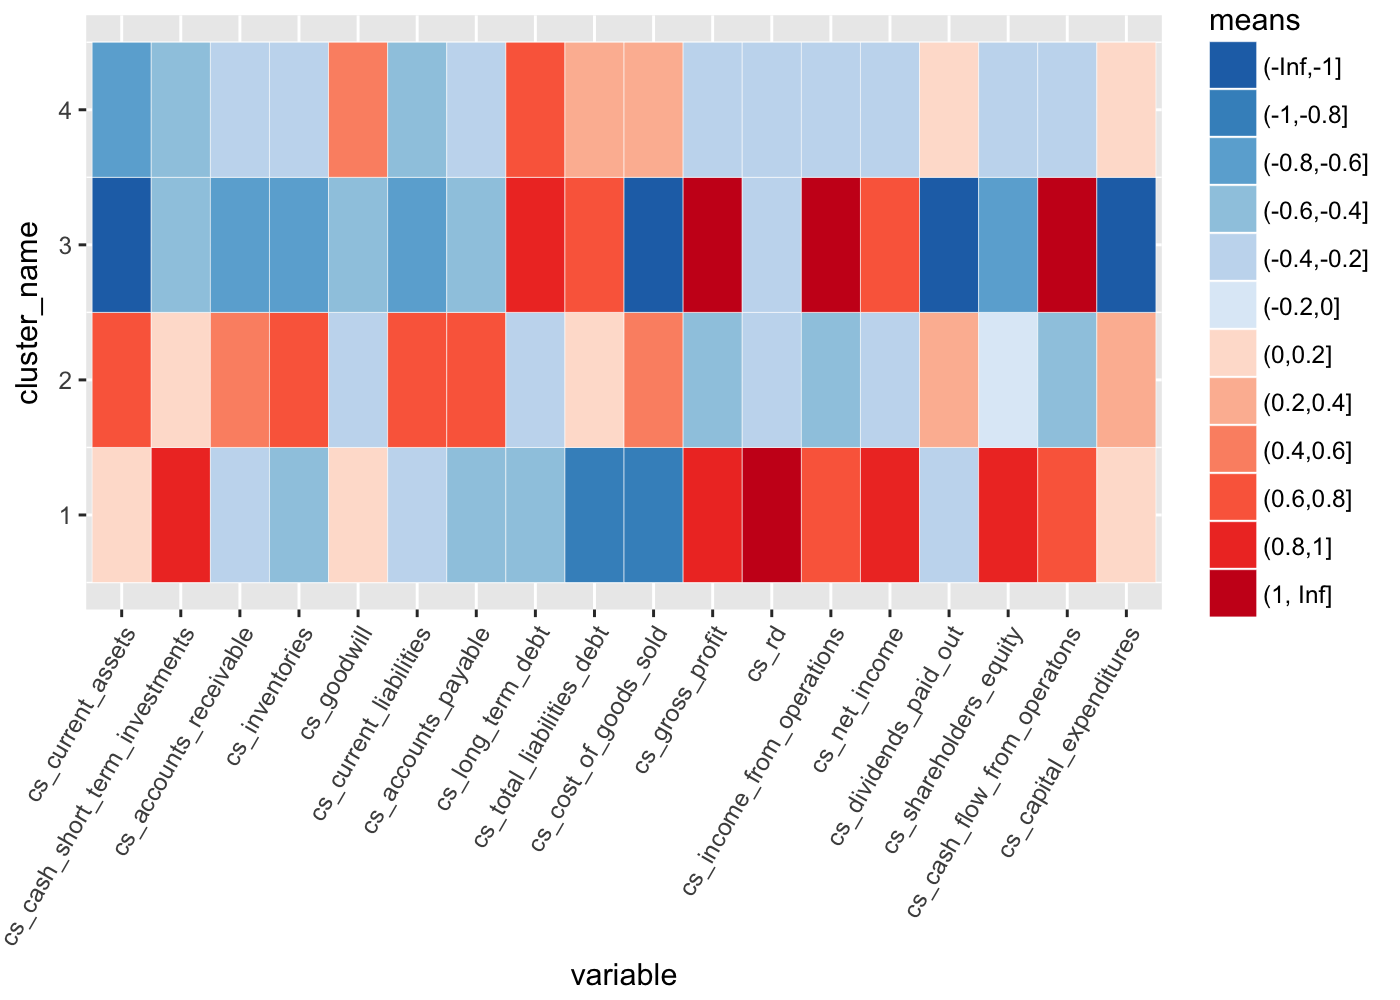 means
(-Inf,-1]
(-1,-0.8]
(-0.8,-0.6]
(-0.6,-0.4]
(-0.4,-0.2]
(-0.2,0]
(0,0.2]
(0.2,0.4]
(0.4,0.6]
(0.6,0.8]
(0.8,1]
(1, Inf]
cluster_name
4
3
2
1
cs_current_assets
cs_cash_short_term_investments
cs_accounts_receivable
cs_inventories
cs_goodwill
cs_current_liabilities
cs_accounts_payable
cs_long_term_debt
cs_total_liabilities_debt
cs_cost_of_goods_sold
cs_gross_profit
cs_rd
cs_income_from_operations
cs_net_income
cs_dividends_paid_out
cs_shareholders_equity
cs_cash_flow_from_operatons
cs_capital_expenditures
variable